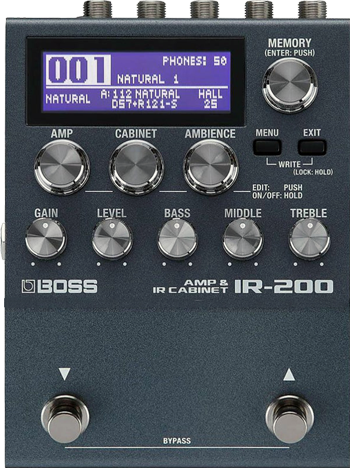 001
PHONES: 50
NATURAL 1
NATURAL
A:112 NATURAL
D57+R121-S
HALL
25
MEMORY
(ENTER: PUSH)
AMP
CABINET
AMBIENCE
MENU
EXIT
WRITE
(LOCK: HOLD)
EDIT: PUSH
ON/OFF: HOLD
GAIN
LEVEL
BASS
MIDDLE
TREBLE
BOSS
AMP &
IR CABINET
IR-200
▼
▲
BYPASS